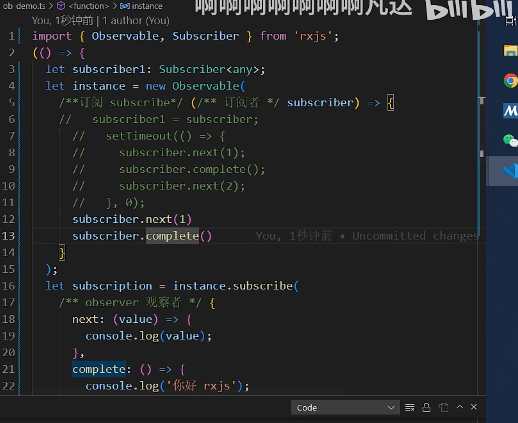 ob-demo.ts > <function> > instance
啊啊啊啊啊啊啊啊凡达 bilibili
You, 1秒钟前 | 1 author (You)
1 import { Observable, Subscriber } from 'rxjs';
2 (() => {
3 let subscriber1: Subscriber<any>;
4 let instance = new Observable(
5 /**订阅 subscribe*/ (/** 订阅者 */ subscriber) => {
6 // subscriber1 = subscriber;
7 // setTimeout(() => {
8 // subscriber.next(1);
9 // subscriber.complete();
10 // subscriber.next(2);
11 // }, 0);
12 subscriber.next(1)
13 subscriber.complete() You, 1秒钟前 • Uncommitted changes
14 }
15 );
16 let subscription = instance.subscribe(
17 /** observer 观察者 */ {
18 next: (value) => {
19 console.log(value);
20 },
21 complete: () => {
22 console.log('你好 rxjs');
Code